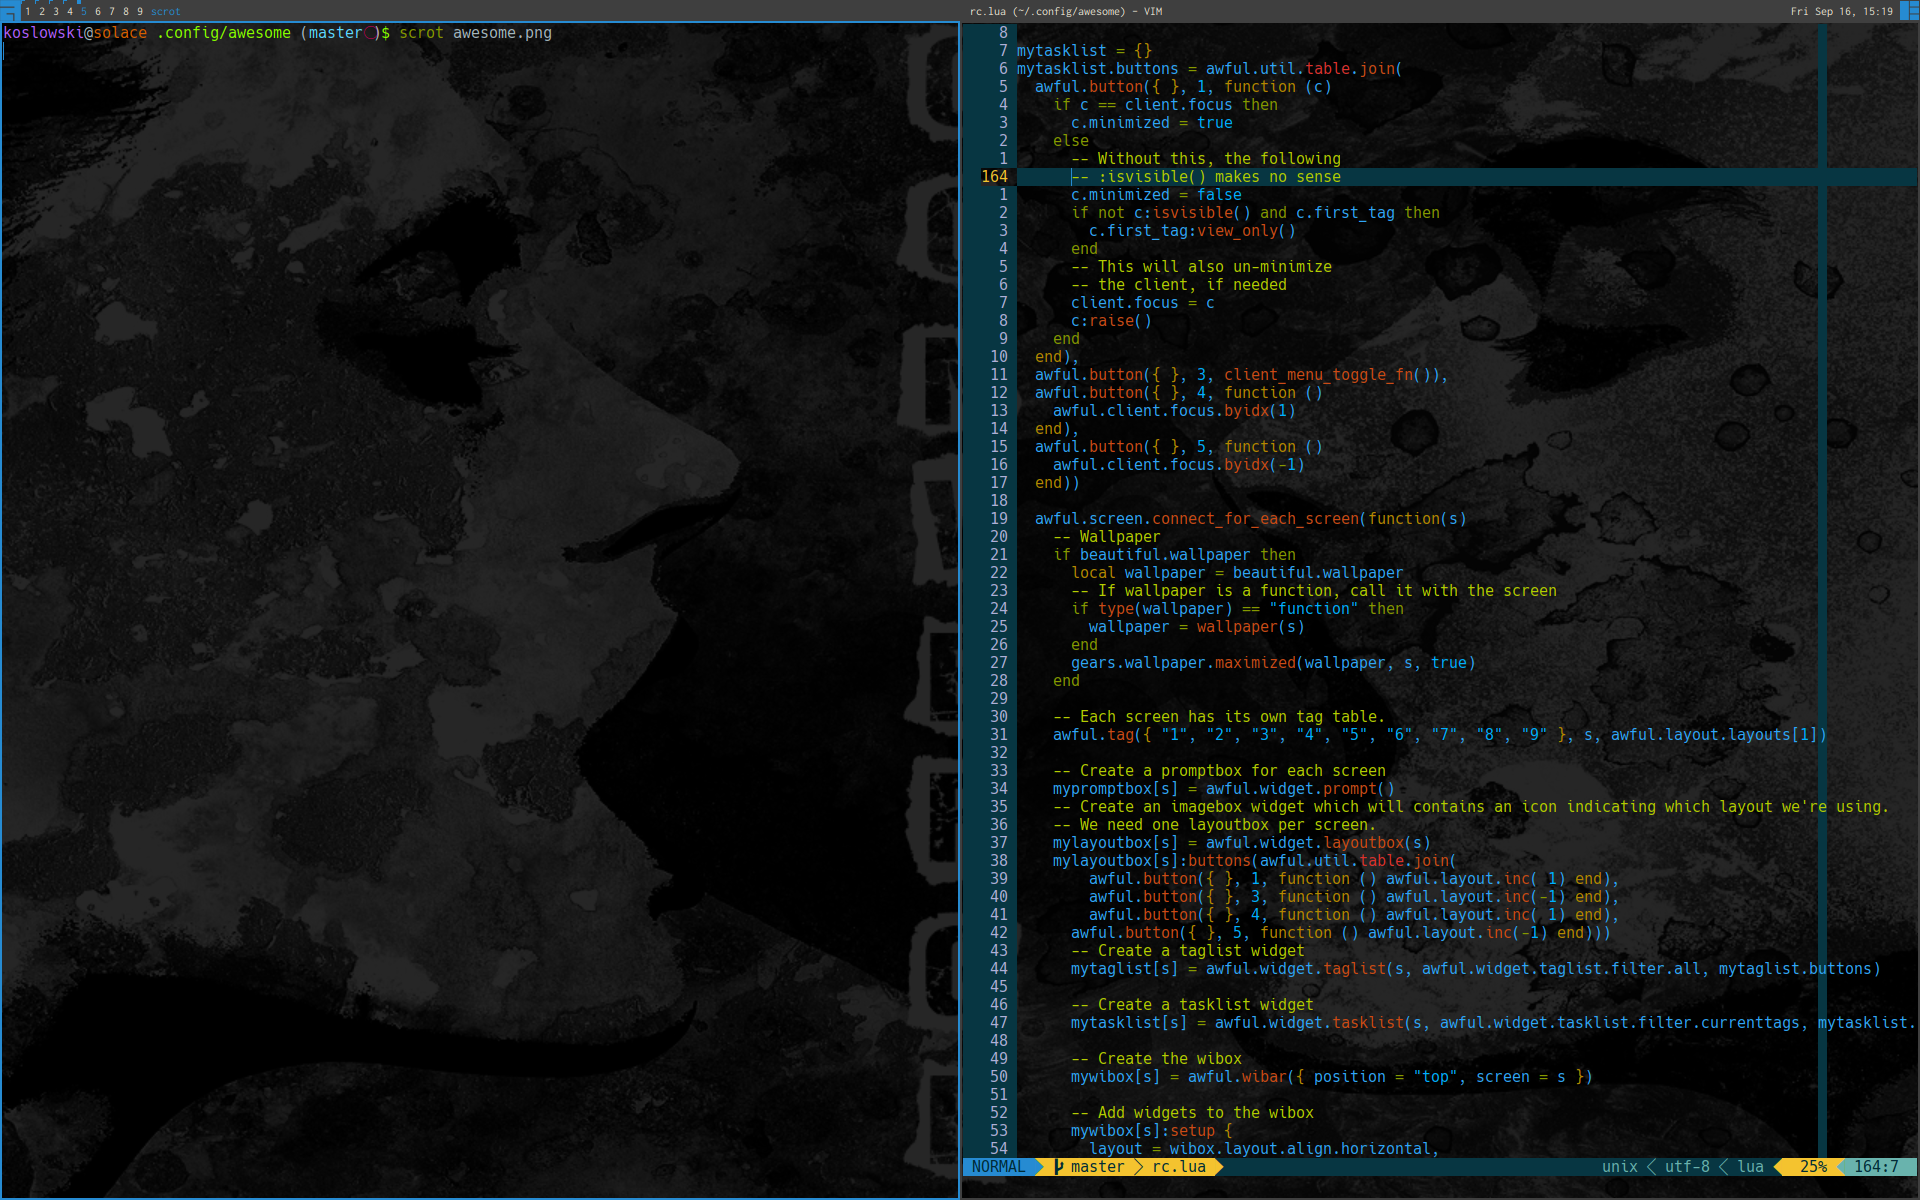 1 2 3 4 5 6 7 8 9 scrot
rc.lua (~/.config/awesome) - VIM
Fri Sep 16, 15:19
koslowski@solace .config/awesome (master)$ scrot awesome.png
8
7 mytasklist = {}
6 mytasklist.buttons = awful.util.table.join(
5   awful.button({ }, 1, function (c)
4     if c == client.focus then
3       c.minimized = true
2     else
1       -- Without this, the following
164       -- :isvisible() makes no sense
1       c.minimized = false
2       if not c:isvisible() and c.first_tag then
3         c.first_tag:view_only()
4       end
5       -- This will also un-minimize
6       -- the client, if needed
7       client.focus = c
8       c:raise()
9     end
10   end),
11   awful.button({ }, 3, client_menu_toggle_fn()),
12   awful.button({ }, 4, function ()
13     awful.client.focus.byidx(1)
14   end),
15   awful.button({ }, 5, function ()
16     awful.client.focus.byidx(-1)
17   end))
18
19   awful.screen.connect_for_each_screen(function(s)
20     -- Wallpaper
21     if beautiful.wallpaper then
22       local wallpaper = beautiful.wallpaper
23       -- If wallpaper is a function, call it with the screen
24       if type(wallpaper) == "function" then
25         wallpaper = wallpaper(s)
26       end
27       gears.wallpaper.maximized(wallpaper, s, true)
28     end
29
30     -- Each screen has its own tag table.
31     awful.tag({ "1", "2", "3", "4", "5", "6", "7", "8", "9" }, s, awful.layout.layouts[1])
32
33     -- Create a promptbox for each screen
34     mypromptbox[s] = awful.widget.prompt()
35     -- Create an imagebox widget which will contains an icon indicating which layout we're using.
36     -- We need one layoutbox per screen.
37     mylayoutbox[s] = awful.widget.layoutbox(s)
38     mylayoutbox[s]:buttons(awful.util.table.join(
39         awful.button({ }, 1, function () awful.layout.inc( 1) end),
40         awful.button({ }, 3, function () awful.layout.inc(-1) end),
41         awful.button({ }, 4, function () awful.layout.inc( 1) end),
42       awful.button({ }, 5, function () awful.layout.inc(-1) end)))
43       -- Create a taglist widget
44       mytaglist[s] = awful.widget.taglist(s, awful.widget.taglist.filter.all, mytaglist.buttons)
45
46       -- Create a tasklist widget
47       mytasklist[s] = awful.widget.tasklist(s, awful.widget.tasklist.filter.currenttags, mytasklist.
48
49       -- Create the wibox
50       mywibox[s] = awful.wibar({ position = "top", screen = s })
51
52       -- Add widgets to the wibox
53       mywibox[s]:setup {
54         layout = wibox.layout.align.horizontal,
NORMAL master rc.lua unix utf-8 lua 25% 164:7